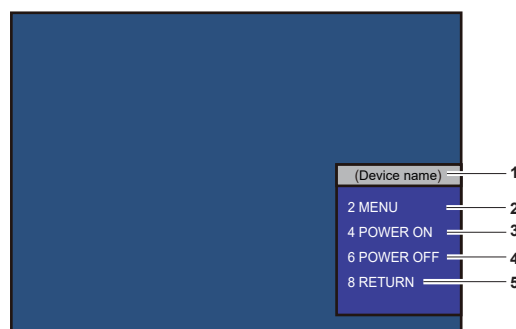 (Device name) 1
2 MENU 2
4 POWER ON 3
6 POWER OFF 4
8 RETURN 5